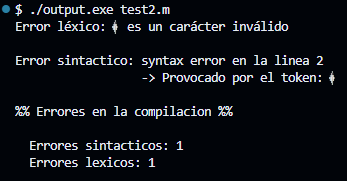 $ ./output.exe test2.m
Error léxico:� es un carácter inválido
Error sintactico: syntax error en la linea 2
-> Provocado por el token:�
%% Errores en la compilacion %%
Errores sintacticos: 1
Errores lexicos: 1